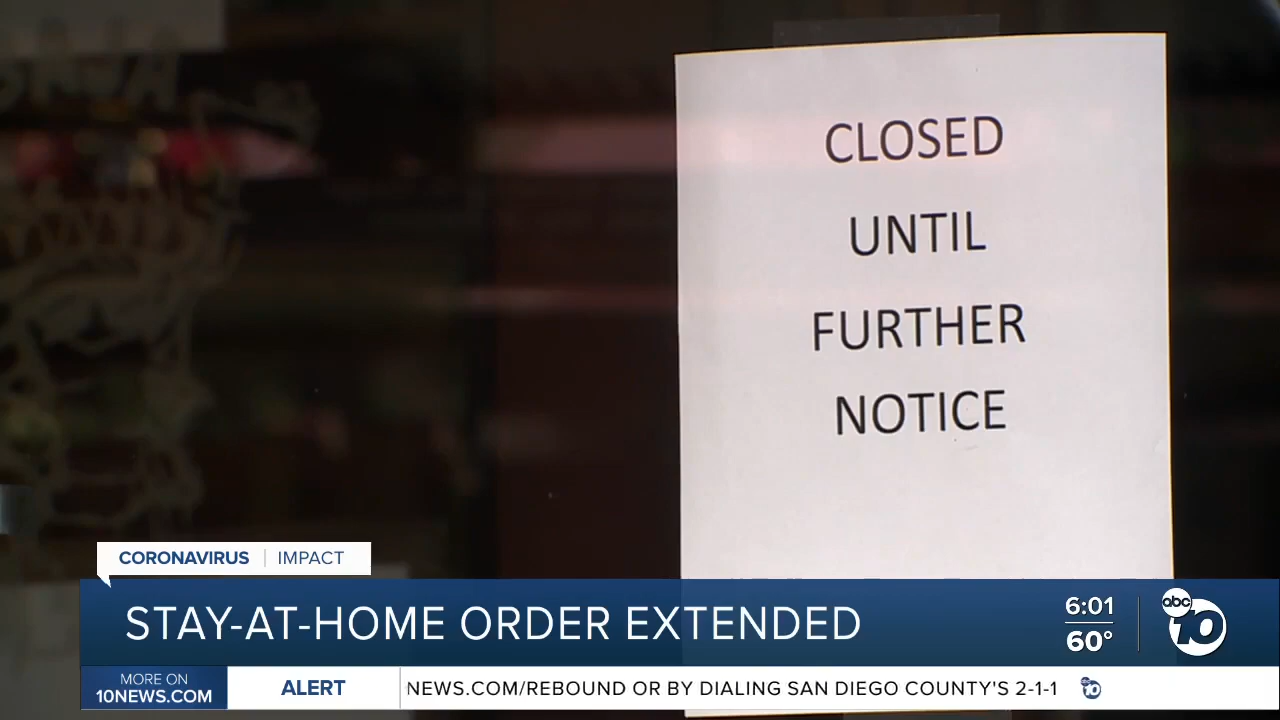 CLOSED
UNTIL
FURTHER
NOTICE
CORONAVIRUS | IMPACT
STAY-AT-HOME ORDER EXTENDED
6:01
60°
abc
10
MORE ON
10NEWS.COM
ALERT
NEWS.COM/REBOUND OR BY DIALING SAN DIEGO COUNTY'S 2-1-1